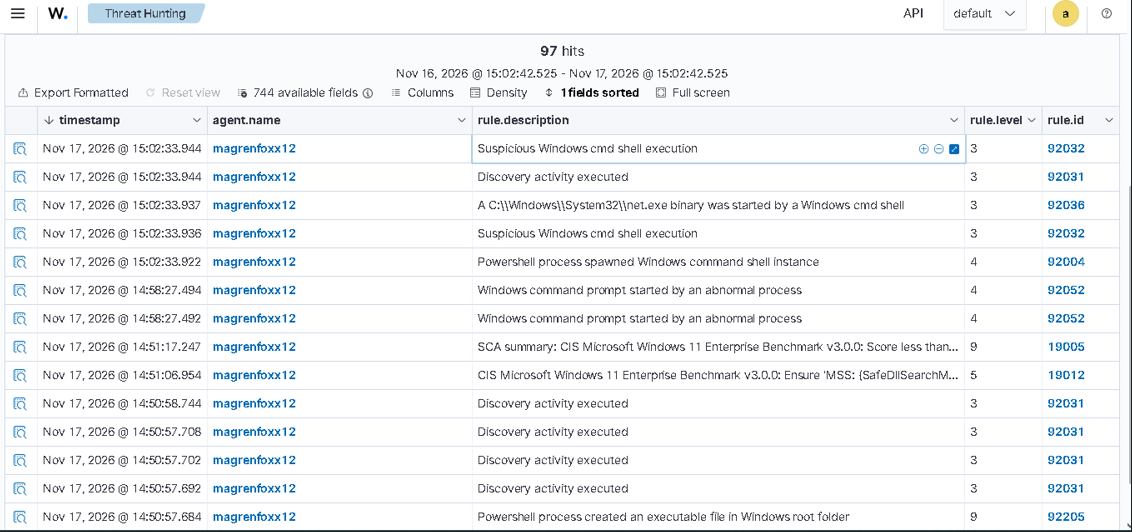 W. Threat Hunting API default a
97 hits
Nov 16, 2026 @ 15:02:42.525 - Nov 17, 2026 @ 15:02:42.525
Export Formatted Reset view 744 available fields Columns Density 1 fields sorted Full screen
timestamp agent.name rule.description rule.level rule.id
Nov 17, 2026 @ 15:02:33.944 magrenfoxx12 Suspicious Windows cmd shell execution 3 92032
Nov 17, 2026 @ 15:02:33.944 magrenfoxx12 Discovery activity executed 3 92031
Nov 17, 2026 @ 15:02:33.937 magrenfoxx12 A C:\\Windows\\System32\\net.exe binary was started by a Windows cmd shell 3 92036
Nov 17, 2026 @ 15:02:33.936 magrenfoxx12 Suspicious Windows cmd shell execution 3 92032
Nov 17, 2026 @ 15:02:33.922 magrenfoxx12 Powershell process spawned Windows command shell instance 4 92004
Nov 17, 2026 @ 14:58:27.494 magrenfoxx12 Windows command prompt started by an abnormal process 4 92052
Nov 17, 2026 @ 14:58:27.492 magrenfoxx12 Windows command prompt started by an abnormal process 4 92052
Nov 17, 2026 @ 14:51:17.247 magrenfoxx12 SCA summary: CIS Microsoft Windows 11 Enterprise Benchmark v3.0.0: Score less than... 9 19005
Nov 17, 2026 @ 14:51:06.954 magrenfoxx12 CIS Microsoft Windows 11 Enterprise Benchmark v3.0.0: Ensure 'MSS: (SafeDllSearchM... 5 19012
Nov 17, 2026 @ 14:50:58.744 magrenfoxx12 Discovery activity executed 3 92031
Nov 17, 2026 @ 14:50:57.708 magrenfoxx12 Discovery activity executed 3 92031
Nov 17, 2026 @ 14:50:57.702 magrenfoxx12 Discovery activity executed 3 92031
Nov 17, 2026 @ 14:50:57.692 magrenfoxx12 Discovery activity executed 3 92031
Nov 17, 2026 @ 14:50:57.684 magrenfoxx12 Powershell process created an executable file in Windows root folder 9 92205